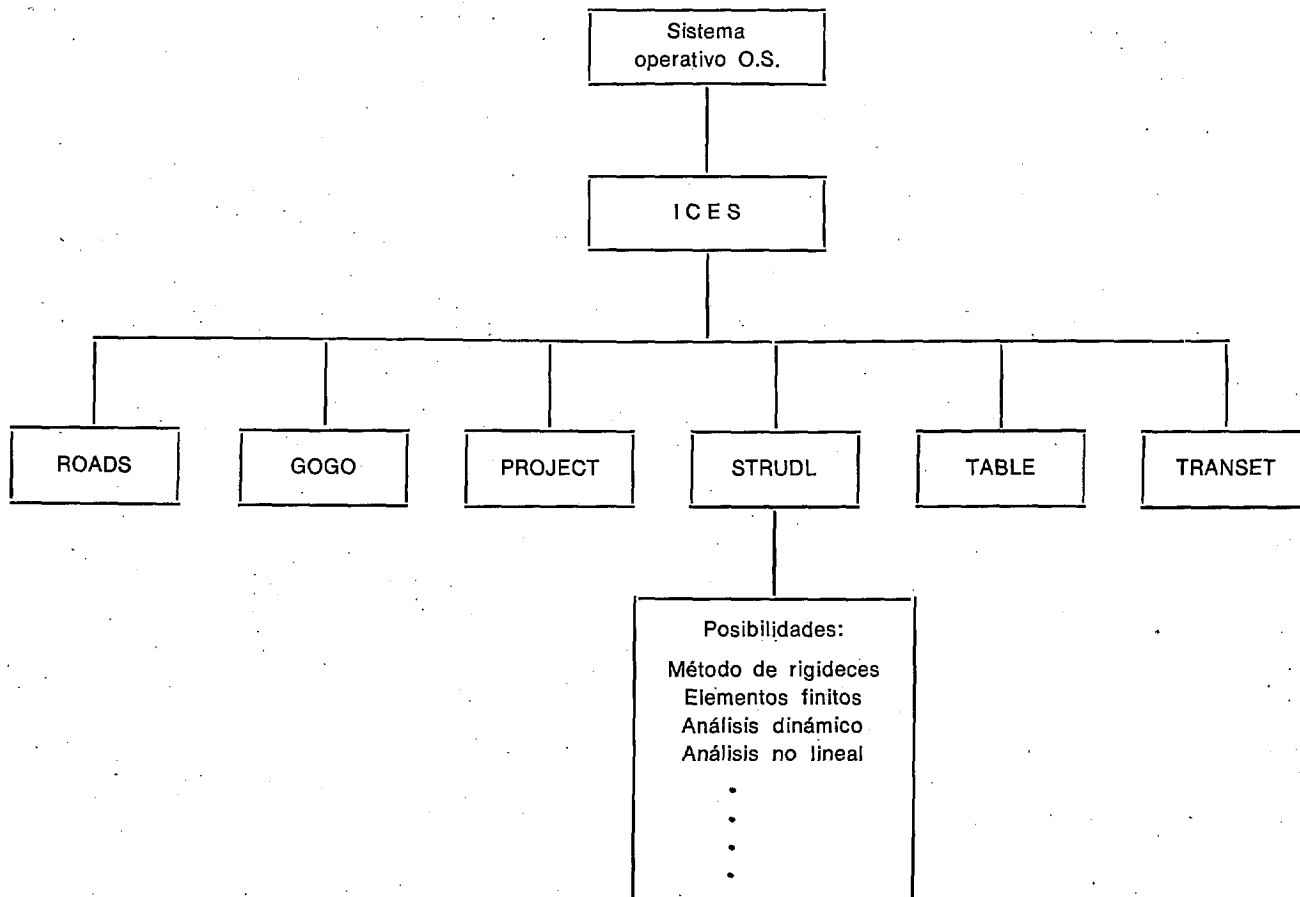 Sistema
operativo O.S.
ICES
ROADS
GOGO
PROJECT
STRUDL
TABLE
TRANSET
Posibilidades:
Método de rigideces
Elementos finitos
Análisis dinámico
Análisis no lineal